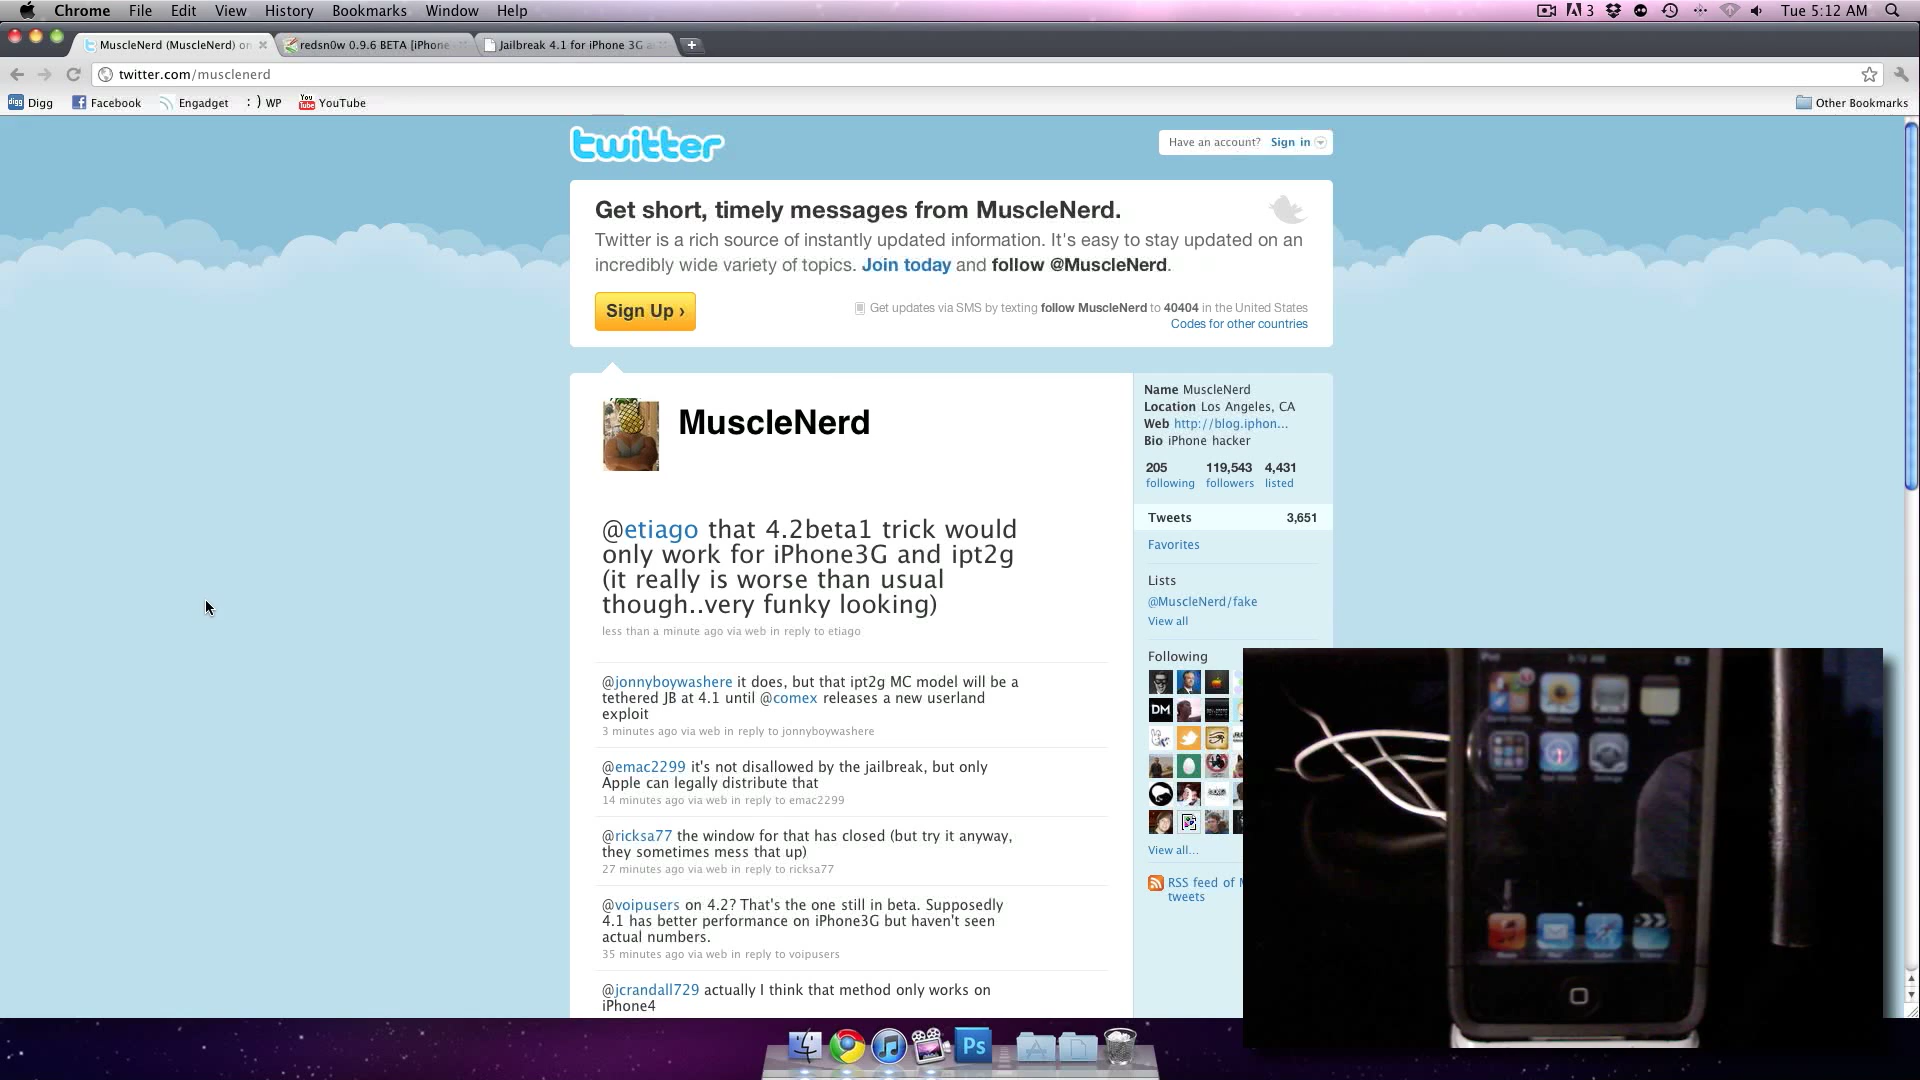 Chrome File Edit View History Bookmarks Window Help 3 Tue 5:12 AM
MuscleNerd (MuscleNerd) on redsn0w 0.9.6 BETA [iPhone Jailbreak 4.1 for iPhone 3G
twitter.com/musclenerd
digg Digg Facebook Engadget : ) WP You Tube YouTube Other Bookmarks
twitter
Have an account? Sign in
Get short, timely messages from MuscleNerd.
Twitter is a rich source of instantly updated information. It's easy to stay updated on an
incredibly wide variety of topics. Join today and follow @MuscleNerd.
Sign Up ›
Get updates via SMS by texting follow MuscleNerd to 40404 in the United States
Codes for other countries
MuscleNerd
@etiago that 4.2beta1 trick would
only work for iPhone3G and ipt2g
(it really is worse than usual
though..very funky looking)
less than a minute ago via web in reply to etiago
@jonnyboywashere it does, but that ipt2g MC model will be a
tethered JB at 4.1 until @comex releases a new userland
exploit
3 minutes ago via web in reply to jonnyboywashere
@emac2299 it's not disallowed by the jailbreak, but only
Apple can legally distribute that
14 minutes ago via web in reply to emac2299
@ricksa77 the window for that has closed (but try it anyway,
they sometimes mess that up)
27 minutes ago via web in reply to ricksa77
@voipusers on 4.2? That's the one still in beta. Supposedly
4.1 has better performance on iPhone3G but haven't seen
actual numbers.
35 minutes ago via web in reply to voipusers
@jcrandall729 actually I think that method only works on
iPhone4
Name MuscleNerd
Location Los Angeles, CA
Web http://blog.iphon...
Bio iPhone hacker
205 119,543 4,431
following followers listed
Tweets 3,651
Favorites
Lists
@MuscleNerd/fake
View all
Following
DM
View all...
RSS feed of
tweets
Ps